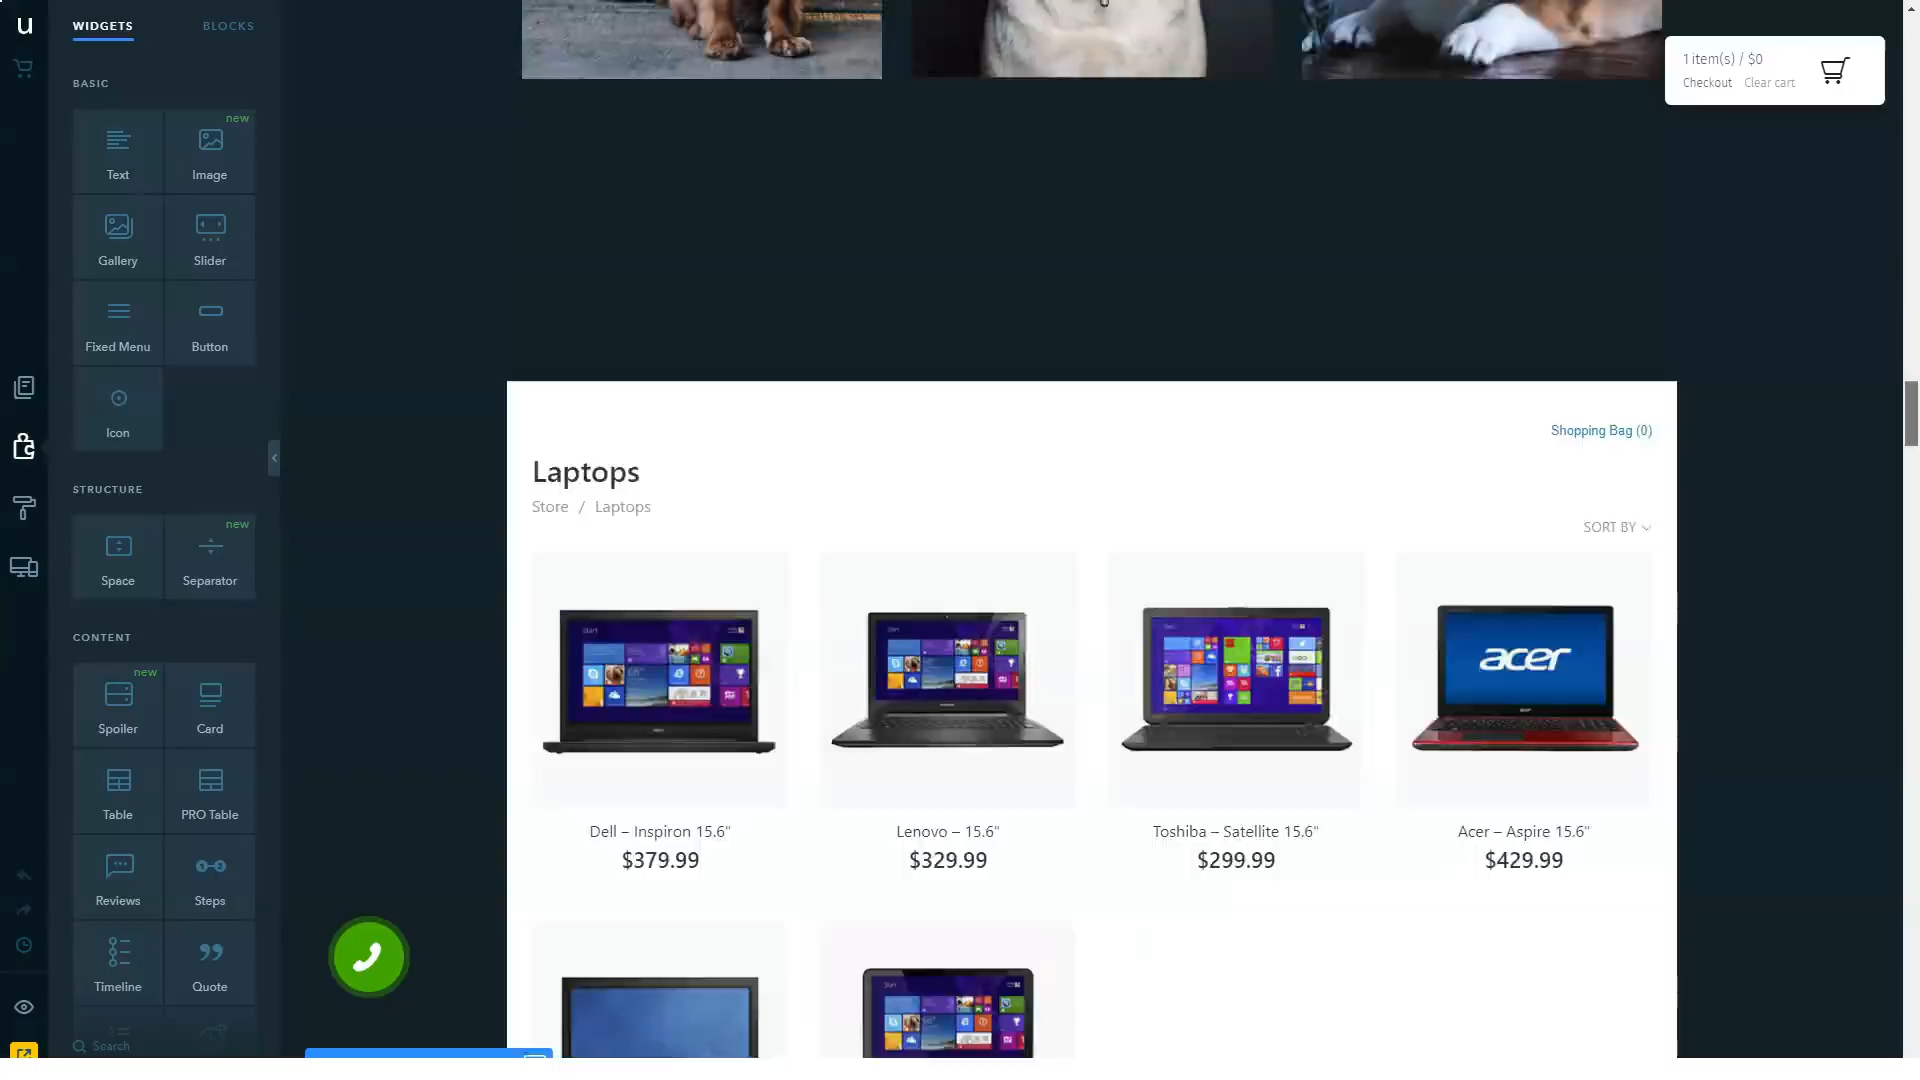 u
WIDGETS
BLOCKS
BASIC
new
Text
Image
Gallery
Slider
Fixed Menu
Button
Icon
STRUCTURE
new
Space
Separator
CONTENT
new
Spoiler
Card
Table
PRO Table
Reviews
Steps
Timeline
Quote
Search
1 item(s) / $0
Checkout Clear cart
Shopping Bag (0)
Laptops
Store / Laptops
SORT BY
acer
Dell – Inspiron 15.6"
$379.99
Lenovo – 15.6"
$329.99
Toshiba – Satellite 15.6"
$299.99
Acer – Aspire 15.6"
$429.99